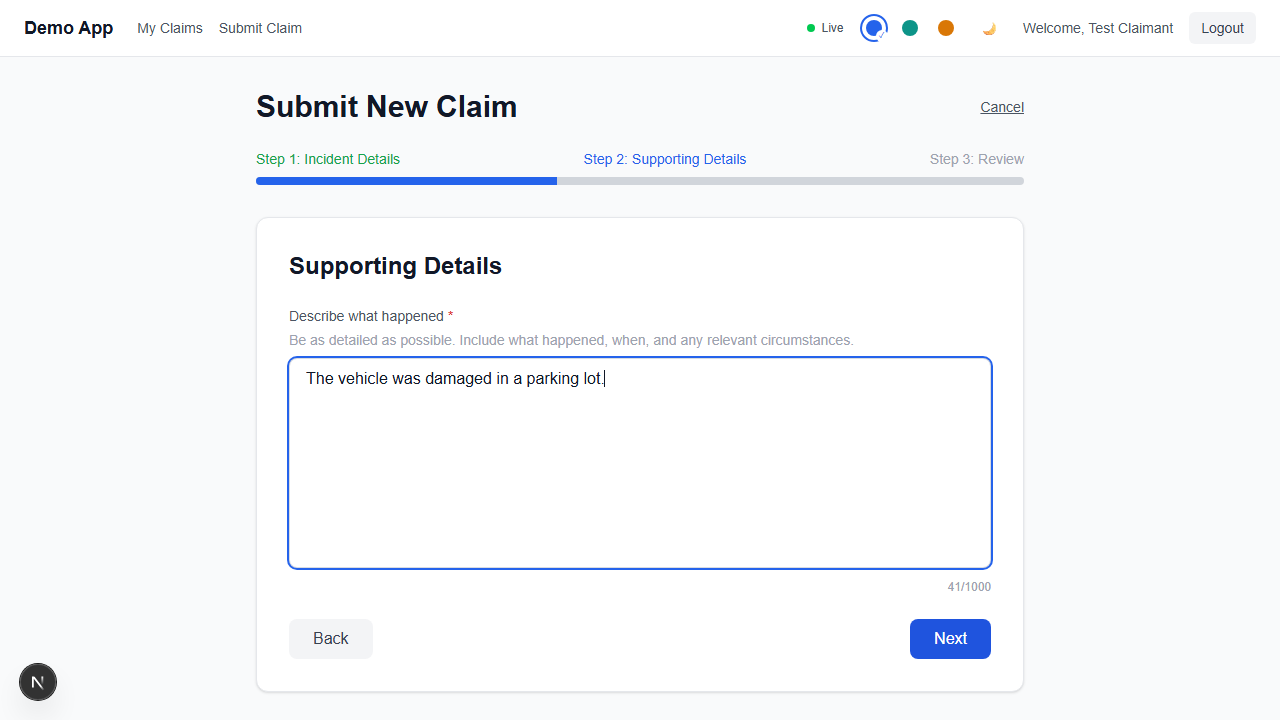 Demo App My Claims Submit Claim Live Welcome, Test Claimant Logout
Submit New Claim Cancel
Step 1: Incident Details Step 2: Supporting Details Step 3: Review
Supporting Details
Describe what happened *
Be as detailed as possible. Include what happened, when, and any relevant circumstances.
The vehicle was damaged in a parking lot.
41/1000
Back Next
N